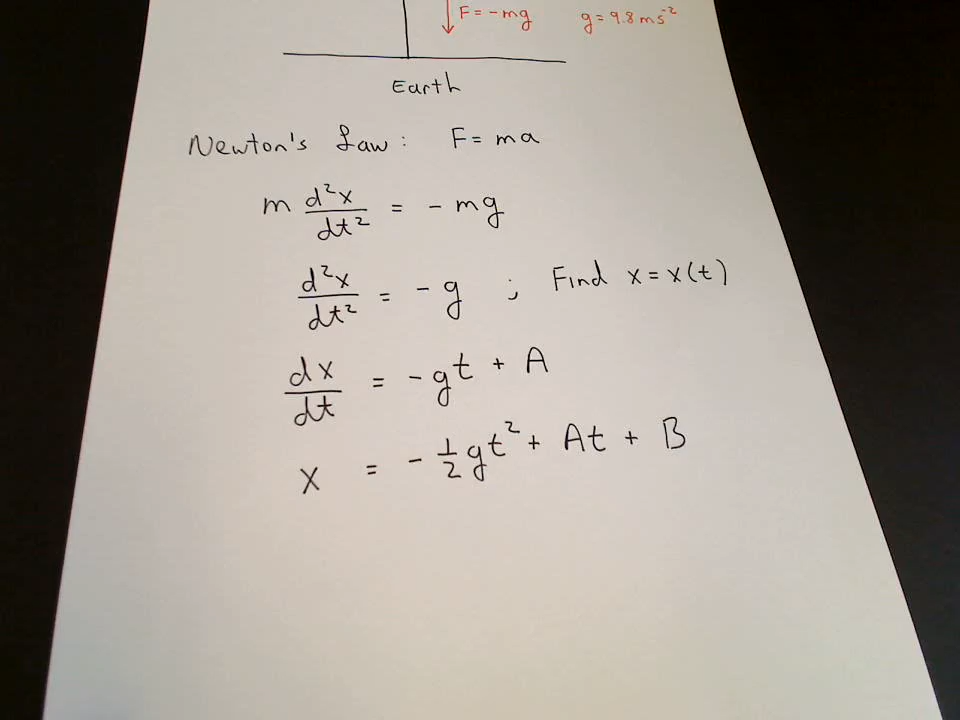 F = -mg g = 9.8 ms⁻²
Earth
Newton's Law: F = ma
m d²x/dt² = -mg
d²x/dt² = -g ; Find x = x(t)
dx/dt = -gt + A
x = -½gt² + At + B